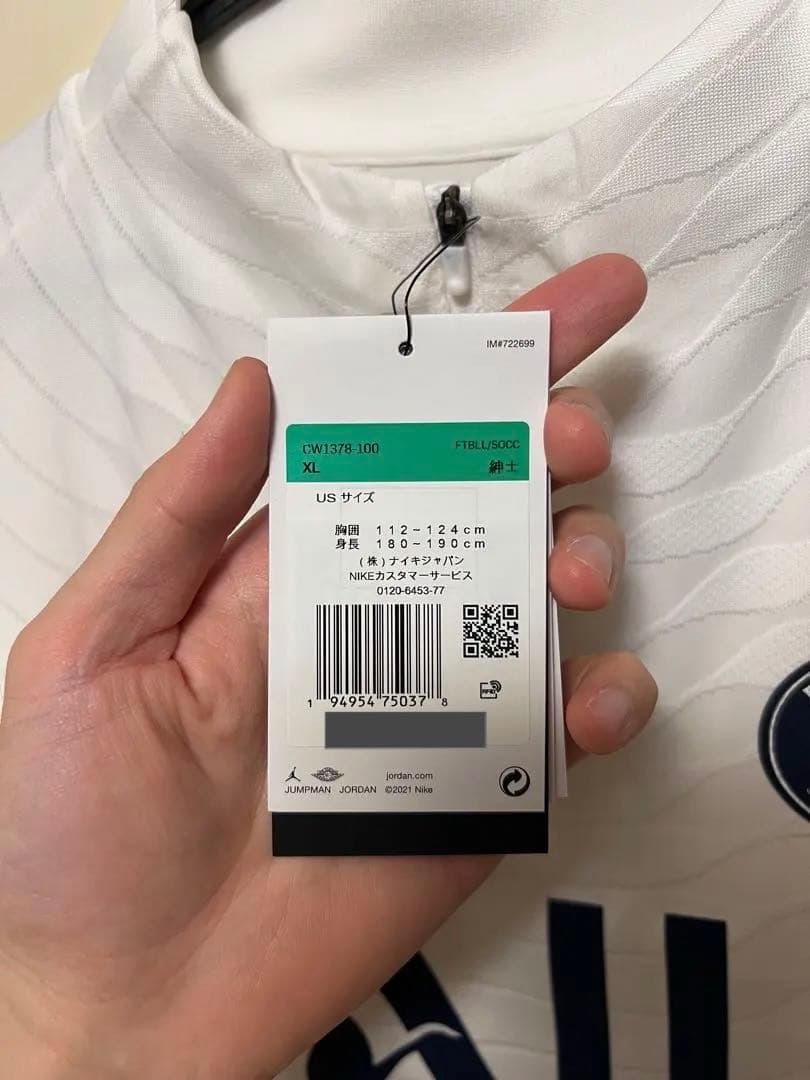 IM#722699
CW1378-100 FTBLL/SOCC
XL 紳士
US サイズ
胸囲 112~124cm
身長 180~190cm
(株)ナイキジャパン
NIKEカスタマーサービス
0120-6453-77
RFID
1 94954 75037 8
jordan.com
JUMPMAN JORDAN ©2021 Nike